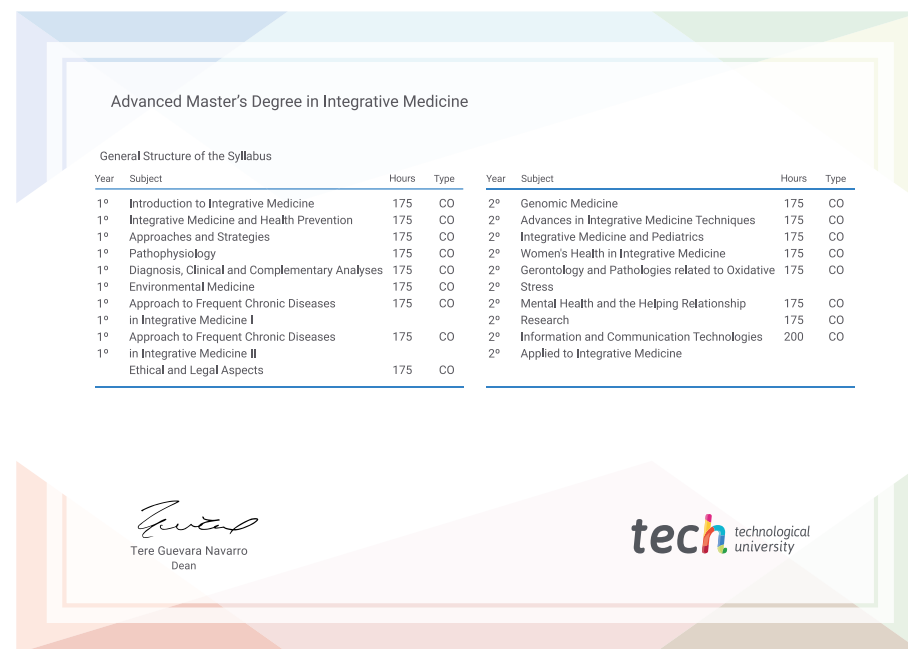 Advanced Master's Degree in Integrative Medicine
General Structure of the Syllabus
Year Subject Hours Type
1º Introduction to Integrative Medicine 175 CO
1º Integrative Medicine and Health Prevention 175 CO
1º Approaches and Strategies 175 CO
1º Pathophysiology 175 CO
1º Diagnosis, Clinical and Complementary Analyses 175 CO
1º Environmental Medicine 175 CO
1º Approach to Frequent Chronic Diseases 175 CO
1º in Integrative Medicine I
1º Approach to Frequent Chronic Diseases 175 CO
1º in Integrative Medicine II
Ethical and Legal Aspects 175 CO
Year Subject Hours Type
2º Genomic Medicine 175 CO
2º Advances in Integrative Medicine Techniques 175 CO
2º Integrative Medicine and Pediatrics 175 CO
2º Women's Health in Integrative Medicine 175 CO
2º Gerontology and Pathologies related to Oxidative 175 CO
2º Stress
2º Mental Health and the Helping Relationship 175 CO
2º Research 175 CO
2º Information and Communication Technologies 200 CO
2º Applied to Integrative Medicine
Tere Guevara Navarro
Dean
tech technological
university